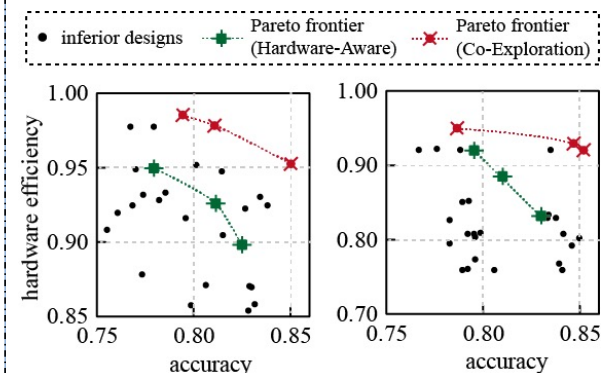 inferior designs
Pareto frontier
(Hardware-Aware)
Pareto frontier
(Co-Exploration)
hardware efficiency
1.00
0.95
0.90
0.85
0.75 0.80 0.85
accuracy
1.00
0.90
0.80
0.70
0.75 0.80 0.85
accuracy